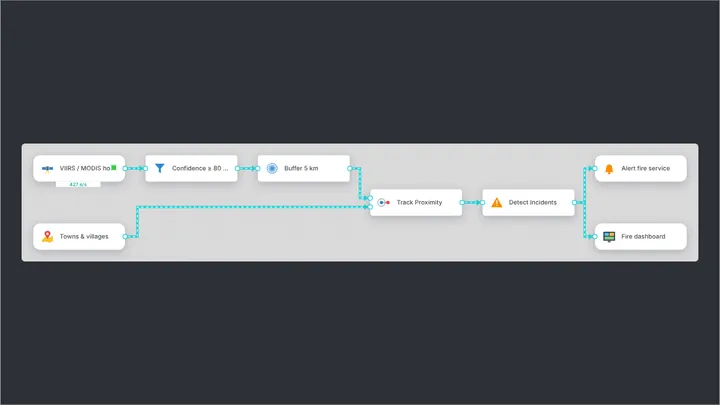 VIIRS / MODIS ho
Confidence ≥ 80 ...
Buffer 5 km
Alert fire service
427 e/s
Track Proximity
Detect Incidents
Towns & villages
Fire dashboard